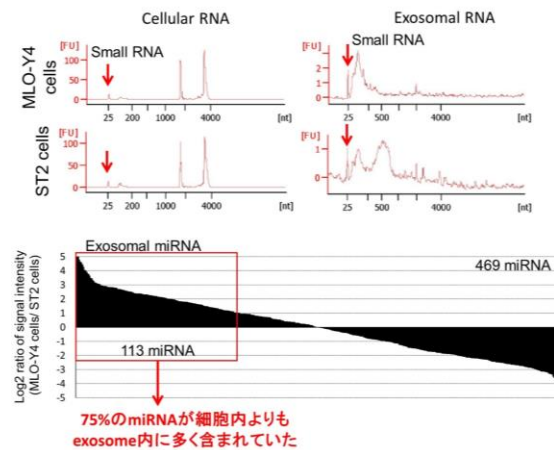 Cellular RNA
Exosomal RNA
MLO-Y4
cells
[FU]
Small RNA
100
50
0
25 200 1000 4000 [nt]
[FU]
Small RNA
2
1
0
25 500 4000 [nt]
ST2 cells
[FU]
100
50
0
25 200 1000 4000 [nt]
[FU]
1
0
25 500 4000 [nt]
Log2 ratio of signal intensity
(MLO-Y4 cells/ ST2 cells)
5
4
3
2
1
0
-1
-2
-3
-4
-5
Exosomal miRNA
469 miRNA
113 miRNA
75%のmiRNAが細胞内よりも
exosome内に多く含まれていた